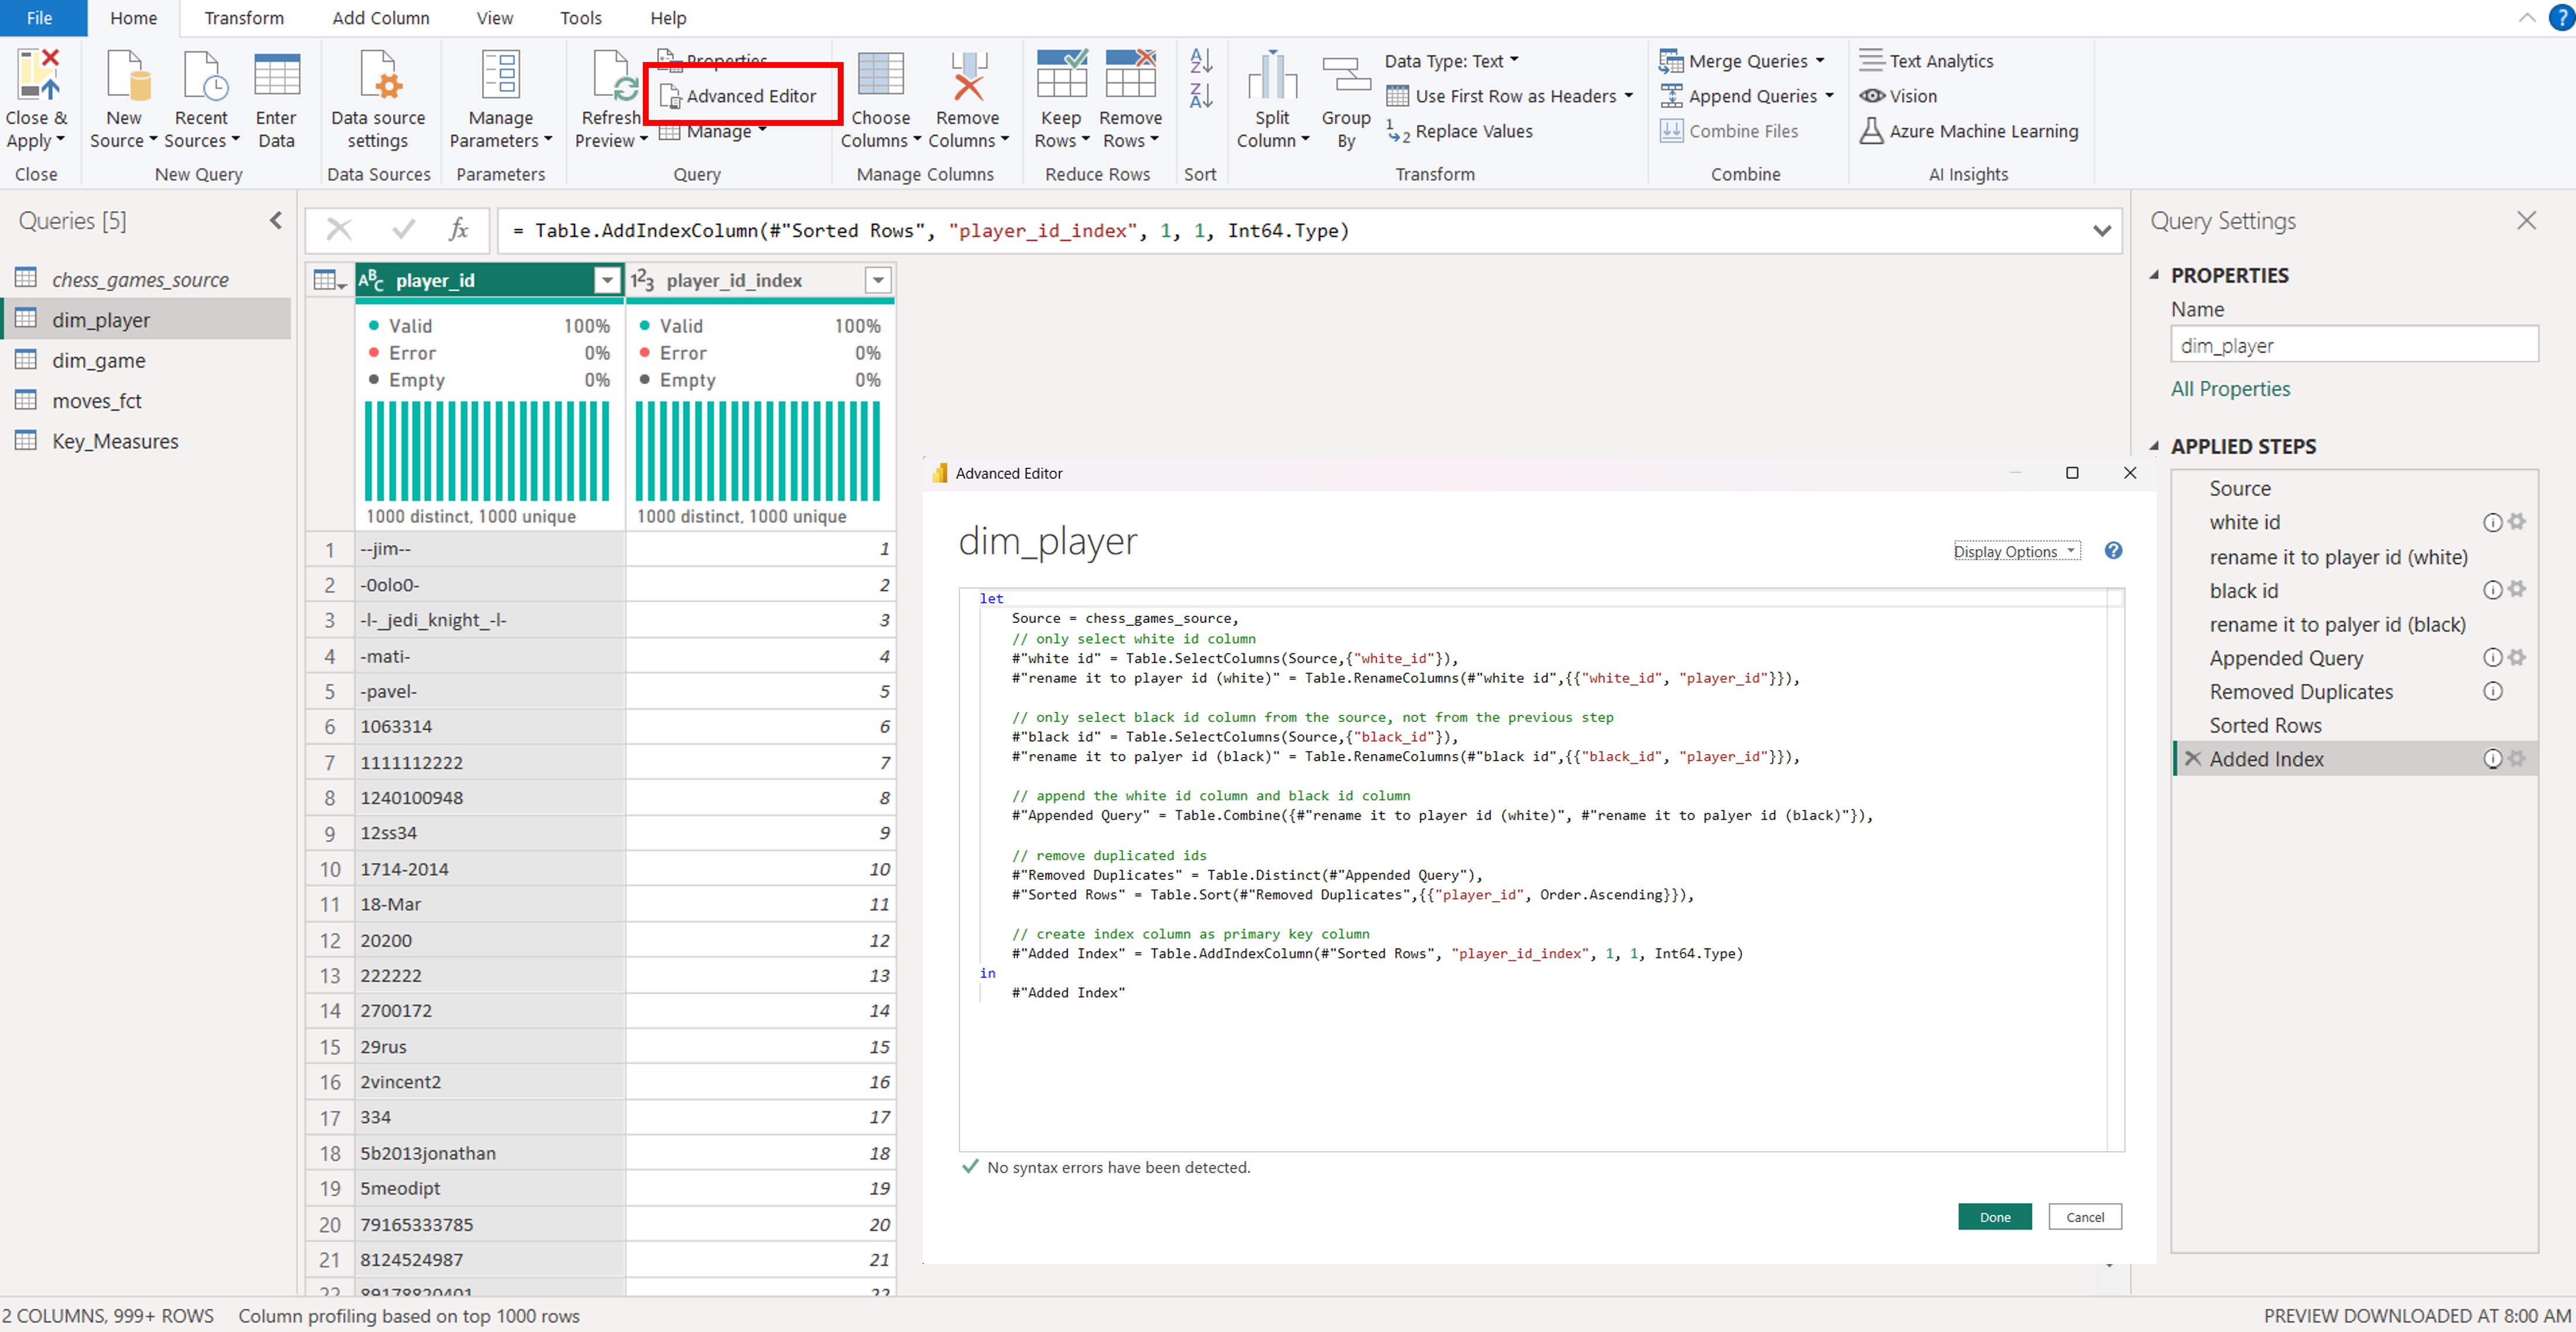 File Home Transform Add Column View Tools Help
Close & Apply
Close
New Source
Recent Sources
Enter Data
New Query
Data source settings
Data Sources
Manage Parameters
Parameters
Refresh Preview
Properties
Advanced Editor
Manage
Query
Choose Columns
Remove Columns
Manage Columns
Keep Rows
Remove Rows
Reduce Rows
Sort
Split Column
Group By
Data Type: Text
Use First Row as Headers
Replace Values
Transform
Merge Queries
Append Queries
Combine Files
Combine
Text Analytics
Vision
Azure Machine Learning
AI Insights
Queries [5]
chess_games_source
dim_player
dim_game
moves_fct
Key_Measures
fx = Table.AddIndexColumn(#"Sorted Rows", "player_id_index", 1, 1, Int64.Type)
ABC player_id 123 player_id_index
Valid 100% Valid 100%
Error 0% Error 0%
Empty 0% Empty 0%
1000 distinct, 1000 unique 1000 distinct, 1000 unique
1 --jim-- 1
2 -0olo0- 2
3 -l-_jedi_knight_-l- 3
4 -mati- 4
5 -pavel- 5
6 1063314 6
7 1111112222 7
8 1240100948 8
9 12ss34 9
10 1714-2014 10
11 18-Mar 11
12 20200 12
13 222222 13
14 2700172 14
15 29rus 15
16 2vincent2 16
17 334 17
18 5b2013jonathan 18
19 5meodipt 19
20 79165333785 20
21 8124524987 21
22 89178820401 22
Advanced Editor
dim_player
Display Options
let
Source = chess_games_source,
// only select white id column
#"white id" = Table.SelectColumns(Source,{"white_id"}),
#"rename it to player id (white)" = Table.RenameColumns(#"white id",{{"white_id", "player_id"}}),
// only select black id column from the source, not from the previous step
#"black id" = Table.SelectColumns(Source,{"black_id"}),
#"rename it to palyer id (black)" = Table.RenameColumns(#"black id",{{"black_id", "player_id"}}),
// append the white id column and black id column
#"Appended Query" = Table.Combine({#"rename it to player id (white)", #"rename it to palyer id (black)"}),
// remove duplicated ids
#"Removed Duplicates" = Table.Distinct(#"Appended Query"),
#"Sorted Rows" = Table.Sort(#"Removed Duplicates",{{"player_id", Order.Ascending}}),
// create index column as primary key column
#"Added Index" = Table.AddIndexColumn(#"Sorted Rows", "player_id_index", 1, 1, Int64.Type)
in
#"Added Index"
No syntax errors have been detected.
Done Cancel
Query Settings
PROPERTIES
Name
dim_player
All Properties
APPLIED STEPS
Source
white id
rename it to player id (white)
black id
rename it to palyer id (black)
Appended Query
Removed Duplicates
Sorted Rows
Added Index
2 COLUMNS, 999+ ROWS Column profiling based on top 1000 rows PREVIEW DOWNLOADED AT 8:00 AM